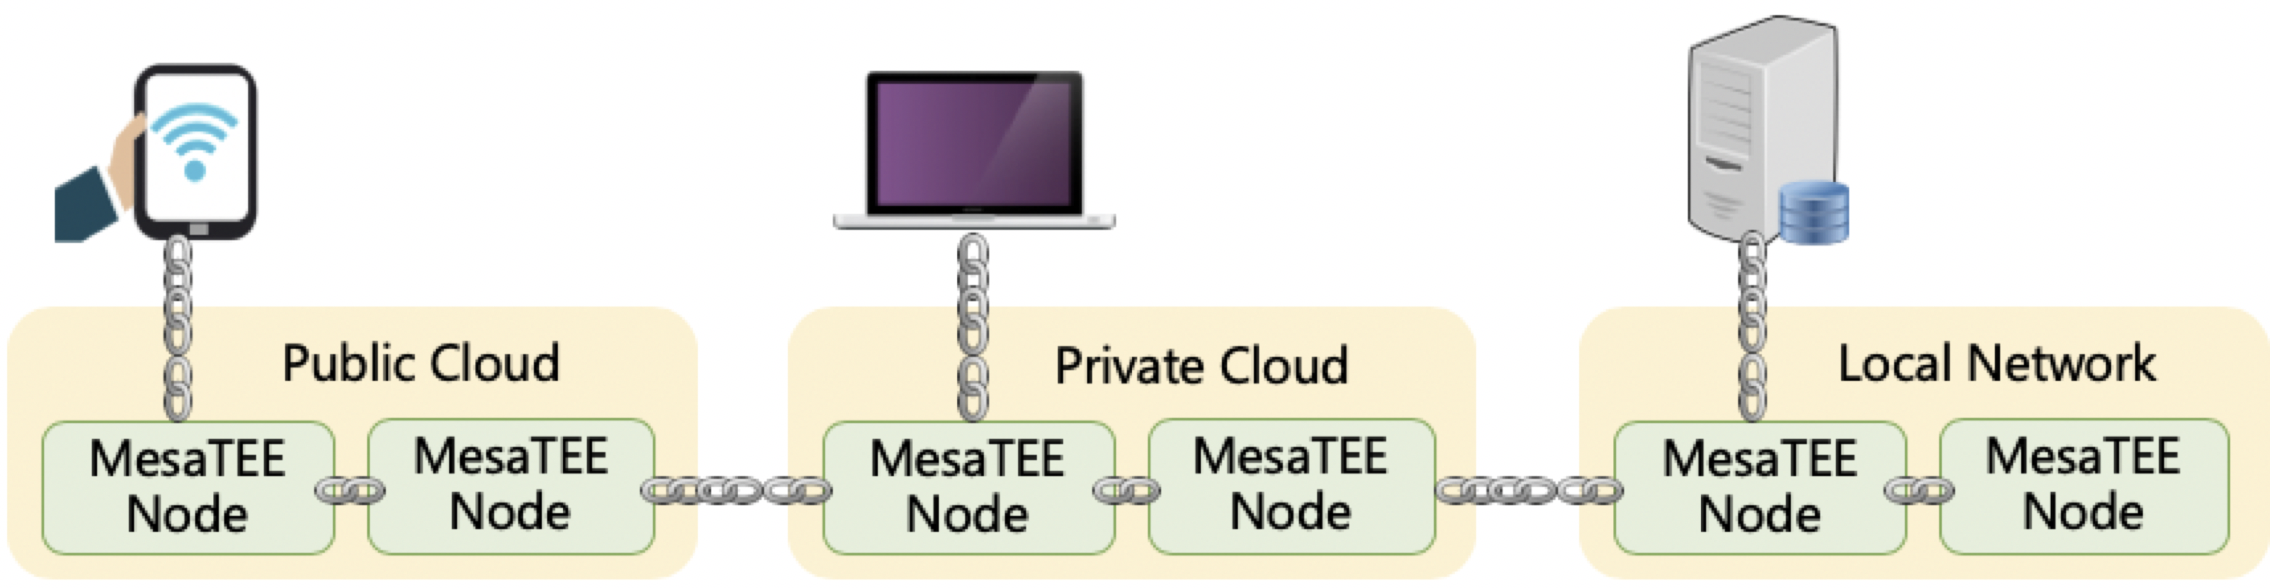 Public Cloud
MesaTEE
Node
MesaTEE
Node
Private Cloud
MesaTEE
Node
MesaTEE
Node
Local Network
MesaTEE
Node
MesaTEE
Node